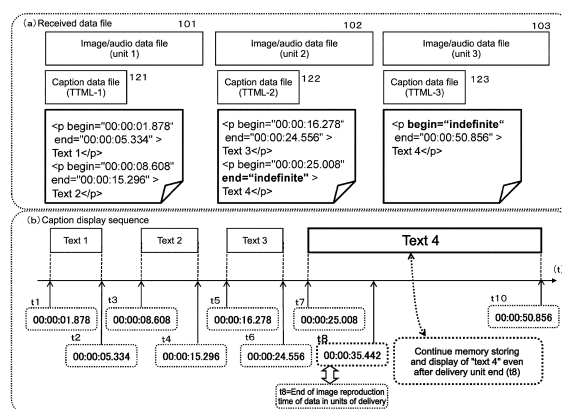 (a) Received data file
101
102
103
Image/audio data file
(unit 1)
Image/audio data file
(unit 2)
Image/audio data file
(unit 3)
121
122
123
Caption data file
(TTML-1)
Caption data file
(TTML-2)
Caption data file
(TTML-3)
<p begin="00:00:01.878"
end="00:00:05.334" >
Text 1</p>
<p begin="00:00:08.608"
end="00:00:15.296" >
Text 2</p>
<p begin="00:00:16.278"
end="00:00:24.556" >
Text 3</p>
<p begin="00:00:25.008"
end="indefinite" >
Text 4</p>
<p begin="indefinite"
end="00:00:50.856" >
Text 4</p>
(b) Caption display sequence
Text 1
Text 2
Text 3
Text 4
(t)
t1
00:00:01.878
t2
00:00:05.334
t3
00:00:08.608
t4
00:00:15.296
t5
00:00:16.278
t6
00:00:24.556
t7
00:00:25.008
t8
00:00:35.442
t10
00:00:50.856
Continue memory storing
and display of "text 4" even
after delivery unit end (t8)
t8=End of image reproduction
time of data in units of delivery